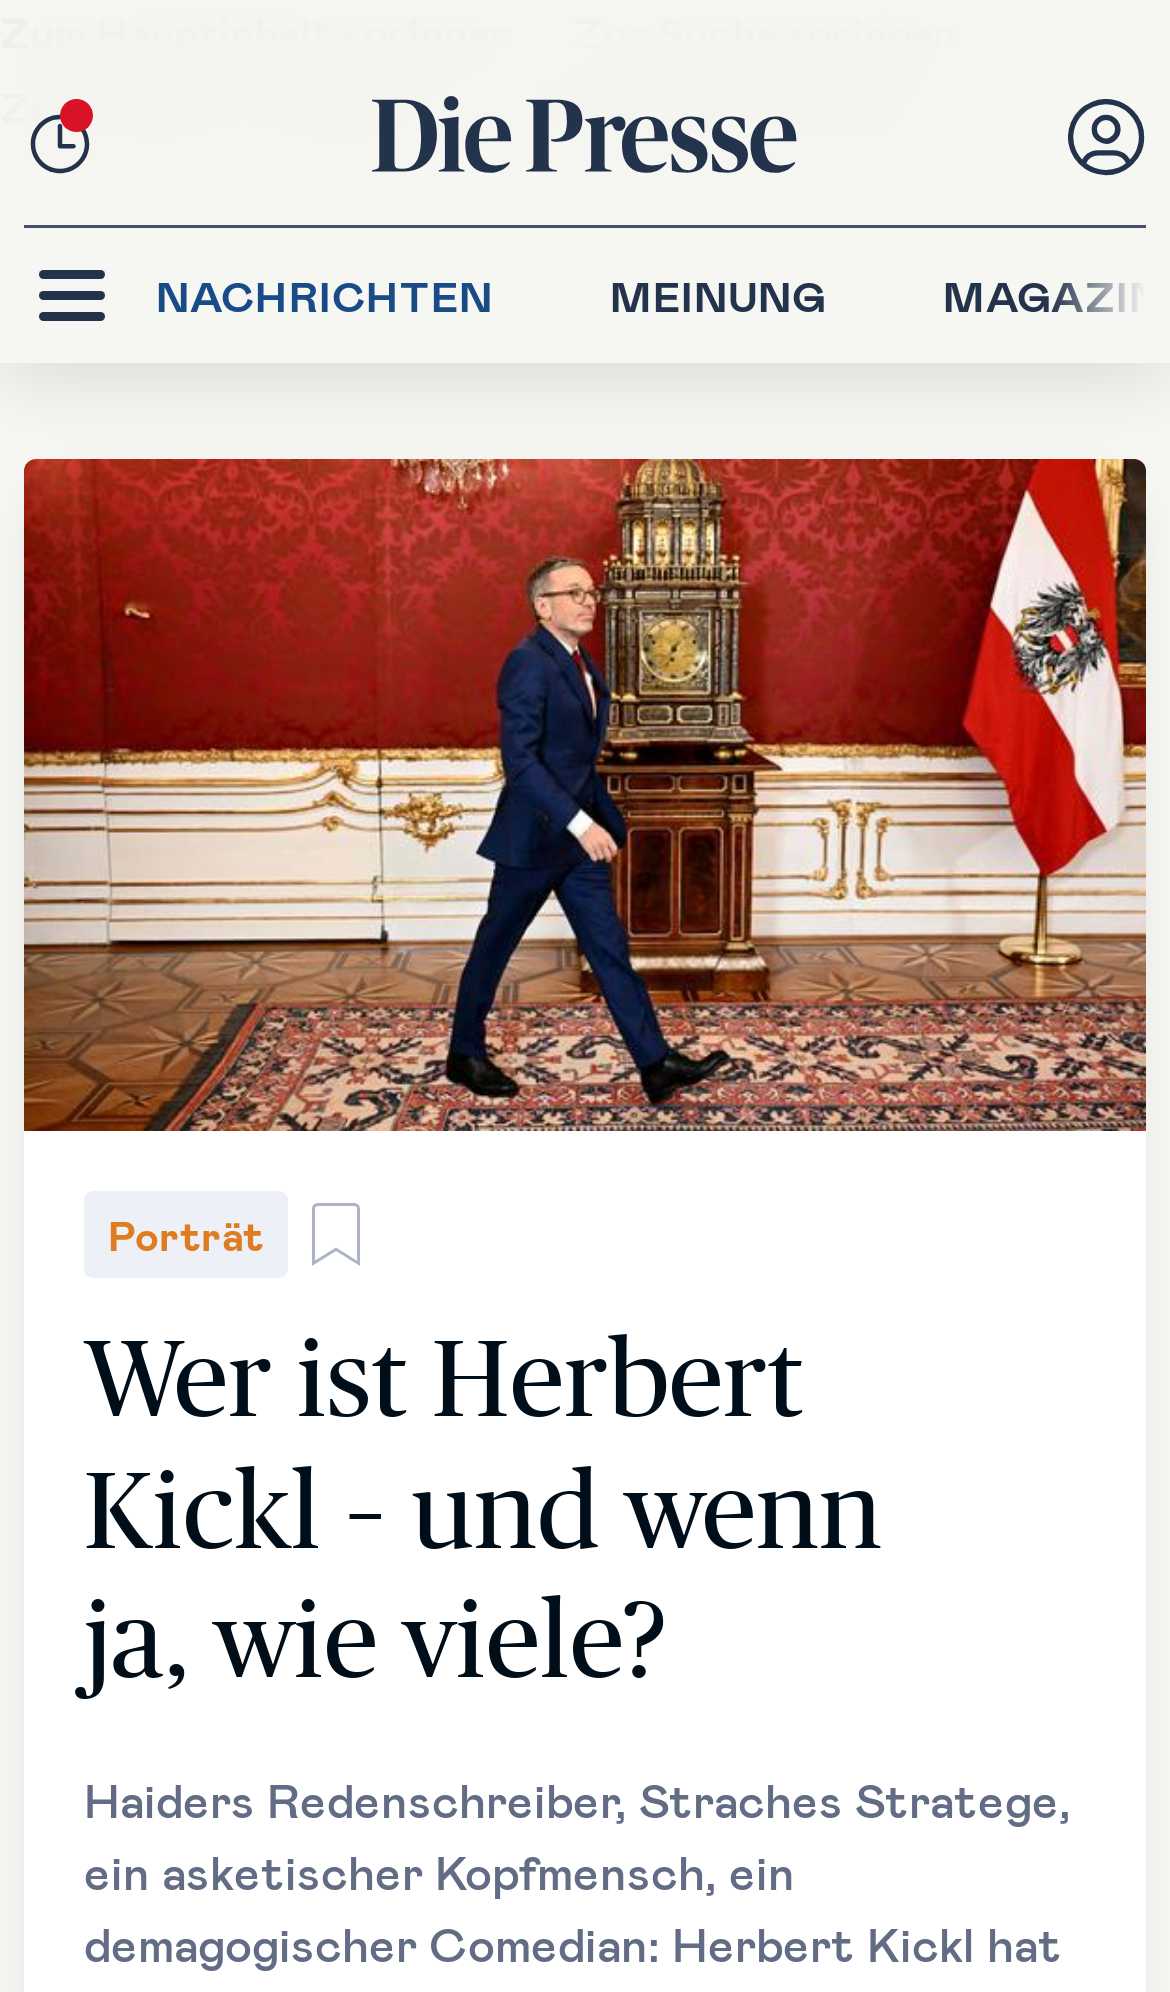 Die Presse
NACHRICHTEN MEINUNG
Porträt
Wer ist Herbert
Kickl – und wenn
ja, wie viele?
Haiders Redenschreiber, Straches Stratege,
ein asketischer Kopfmensch, ein
demagogischer Comedian: Herbert Kickl hat